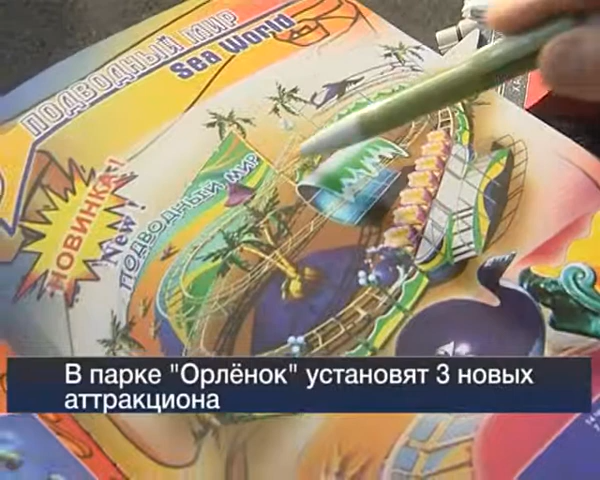 ПОДВОДНЫЙ МИР
Sea World
НОВИНКА!
New!
ПОДВОДНЫЙ МИР
В парке "Орлёнок" установят 3 новых
аттракциона